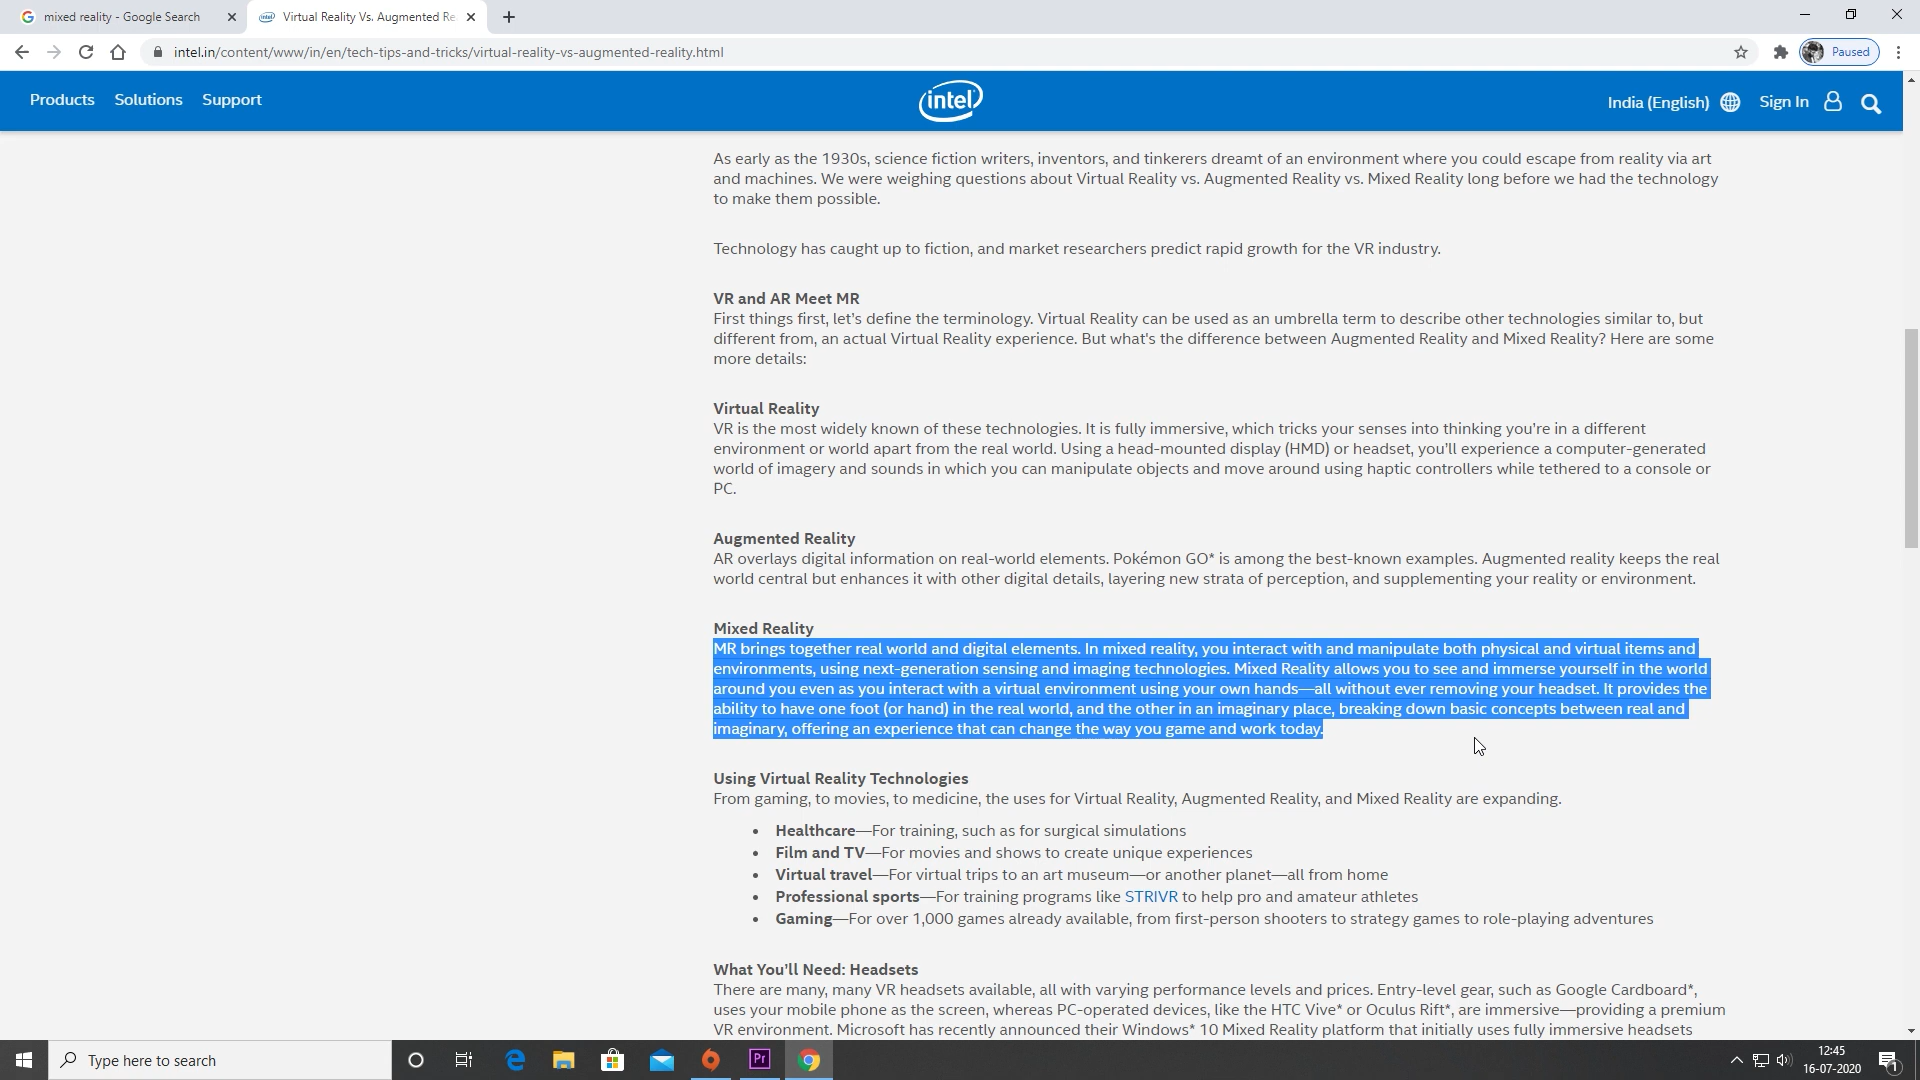 mixed reality - Google Search
Virtual Reality Vs. Augmented Re
intel.in/content/www/in/en/tech-tips-and-tricks/virtual-reality-vs-augmented-reality.html
Paused
Products Solutions Support
intel
India (English) Sign In
As early as the 1930s, science fiction writers, inventors, and tinkerers dreamt of an environment where you could escape from reality via art
and machines. We were weighing questions about Virtual Reality vs. Augmented Reality vs. Mixed Reality long before we had the technology
to make them possible.
Technology has caught up to fiction, and market researchers predict rapid growth for the VR industry.
VR and AR Meet MR
First things first, let’s define the terminology. Virtual Reality can be used as an umbrella term to describe other technologies similar to, but
different from, an actual Virtual Reality experience. But what's the difference between Augmented Reality and Mixed Reality? Here are some
more details:
Virtual Reality
VR is the most widely known of these technologies. It is fully immersive, which tricks your senses into thinking you're in a different
environment or world apart from the real world. Using a head-mounted display (HMD) or headset, you’ll experience a computer-generated
world of imagery and sounds in which you can manipulate objects and move around using haptic controllers while tethered to a console or
PC.
Augmented Reality
AR overlays digital information on real-world elements. Pokémon GO* is among the best-known examples. Augmented reality keeps the real
world central but enhances it with other digital details, layering new strata of perception, and supplementing your reality or environment.
Mixed Reality
MR brings together real world and digital elements. In mixed reality, you interact with and manipulate both physical and virtual items and
environments, using next-generation sensing and imaging technologies. Mixed Reality allows you to see and immerse yourself in the world
around you even as you interact with a virtual environment using your own hands—all without ever removing your headset. It provides the
ability to have one foot (or hand) in the real world, and the other in an imaginary place, breaking down basic concepts between real and
imaginary, offering an experience that can change the way you game and work today.
Using Virtual Reality Technologies
From gaming, to movies, to medicine, the uses for Virtual Reality, Augmented Reality, and Mixed Reality are expanding.
• Healthcare—For training, such as for surgical simulations
• Film and TV—For movies and shows to create unique experiences
• Virtual travel—For virtual trips to an art museum—or another planet—all from home
• Professional sports—For training programs like STRIVR to help pro and amateur athletes
• Gaming—For over 1,000 games already available, from first-person shooters to strategy games to role-playing adventures
What You’ll Need: Headsets
There are many, many VR headsets available, all with varying performance levels and prices. Entry-level gear, such as Google Cardboard*,
uses your mobile phone as the screen, whereas PC-operated devices, like the HTC Vive* or Oculus Rift*, are immersive—providing a premium
VR environment. Microsoft has recently announced their Windows* 10 Mixed Reality platform that initially uses fully immersive headsets
Type here to search
Pr
12:45
16-07-2020
1